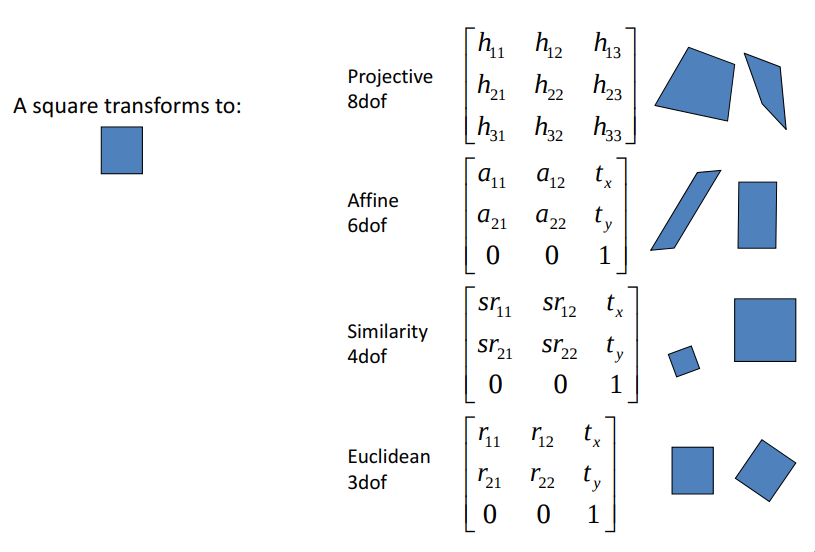 A square transforms to:
Projective
8dof
h11 h12 h13
h21 h22 h23
h31 h32 h33
Affine
6dof
a11 a12 tx
a21 a22 ty
0 0 1
Similarity
4dof
sr11 sr12 tx
sr21 sr22 ty
0 0 1
Euclidean
3dof
r11 r12 tx
r21 r22 ty
0 0 1